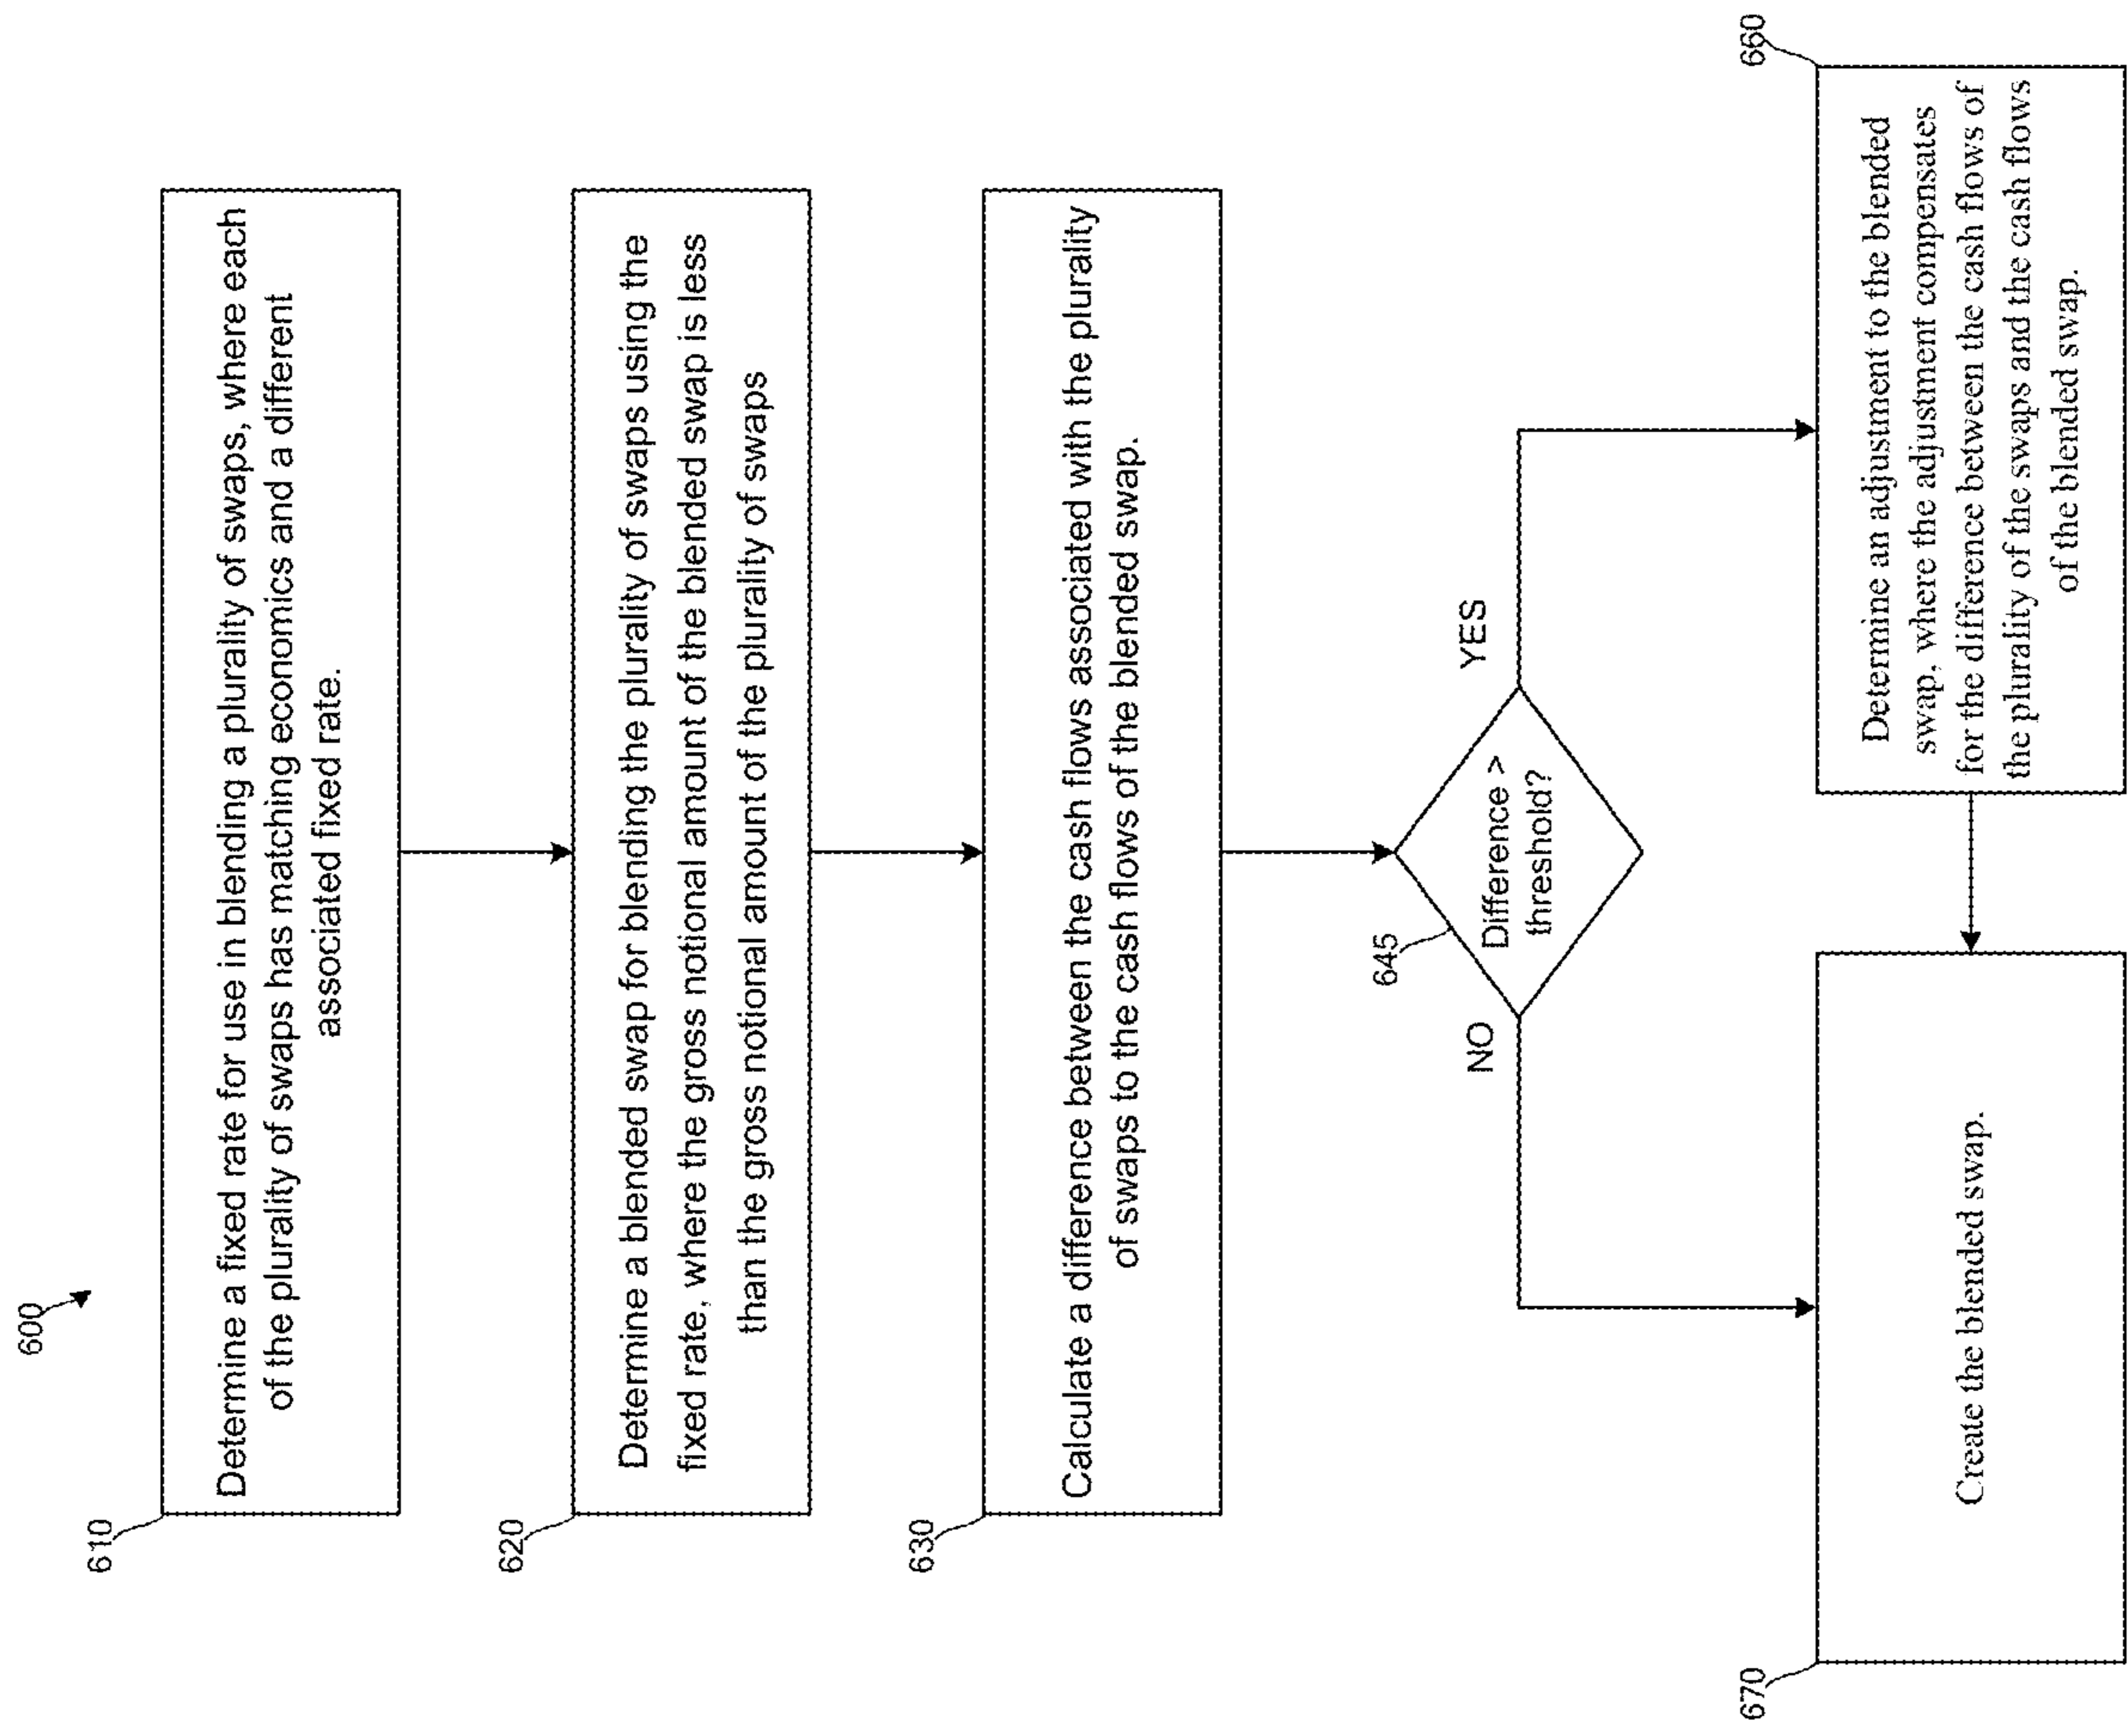 600
610
Determine a fixed rate for use in blending a plurality of swaps, where each
of the plurality of swaps has matching economics and a different
associated fixed rate.
620
Determine a blended swap for blending the plurality of swaps using the
fixed rate, where the gross notional amount of the blended swap is less
than the gross notional amount of the plurality of swaps
630
Calculate a difference between the cash flows associated with the plurality
of swaps to the cash flows of the blended swap.
645
Difference >
threshold?
NO
YES
670
Create the blended swap.
660
Determine an adjustment to the blended
swap, where the adjustment compensates
for the difference between the cash flows of
the plurality of the swaps and the cash flows
of the blended swap.